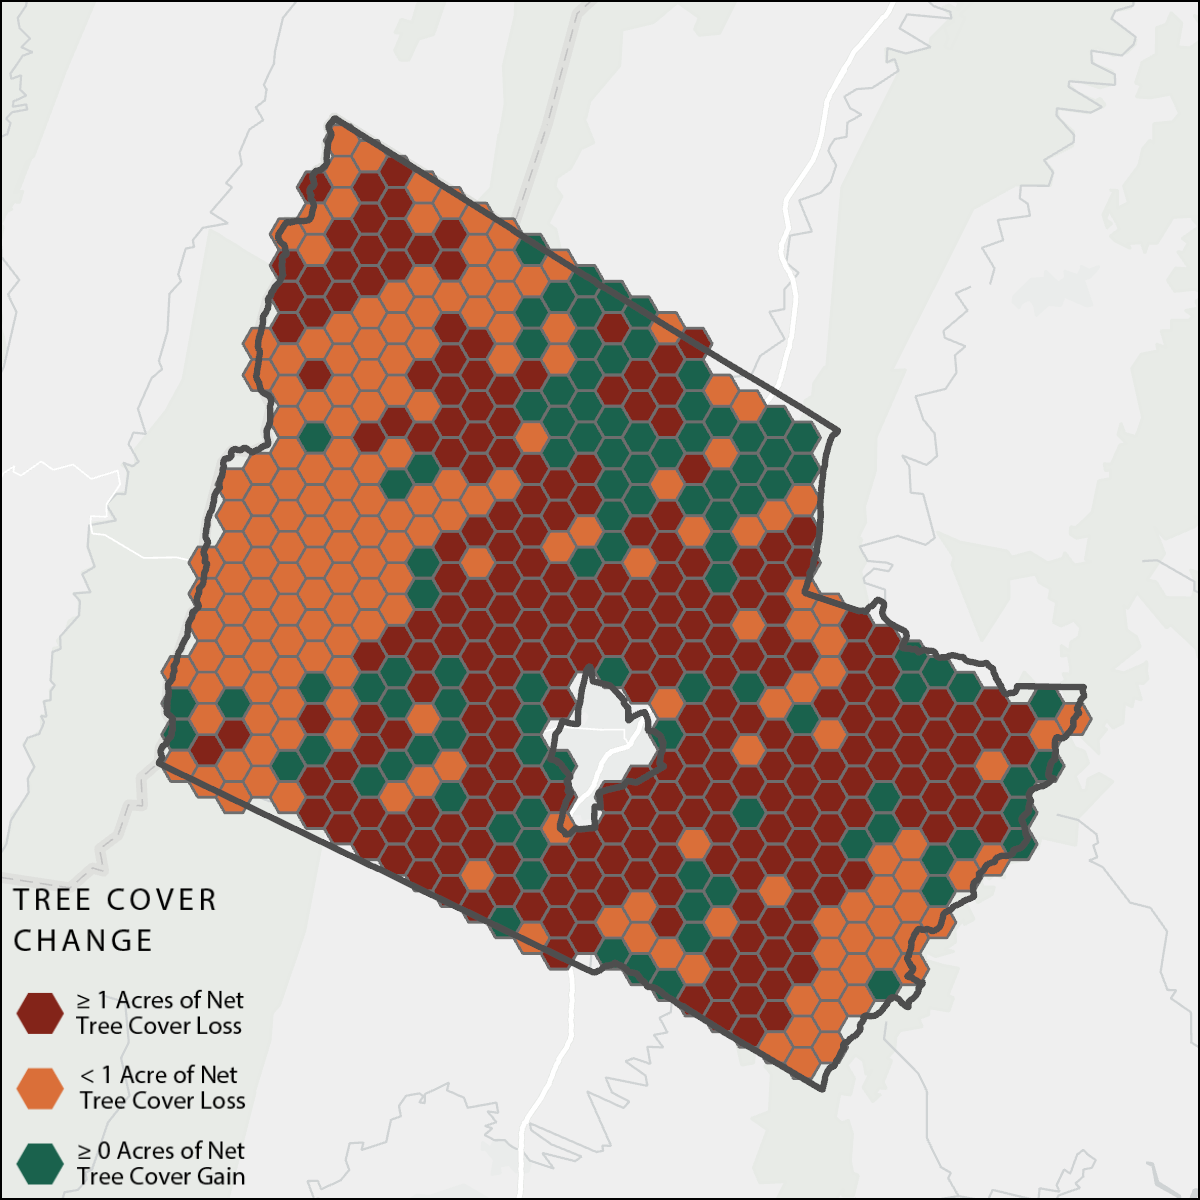 TREE COVER
CHANGE
≥ 1 Acres of Net
Tree Cover Loss
< 1 Acre of Net
Tree Cover Loss
≥ 0 Acres of Net
Tree Cover Gain